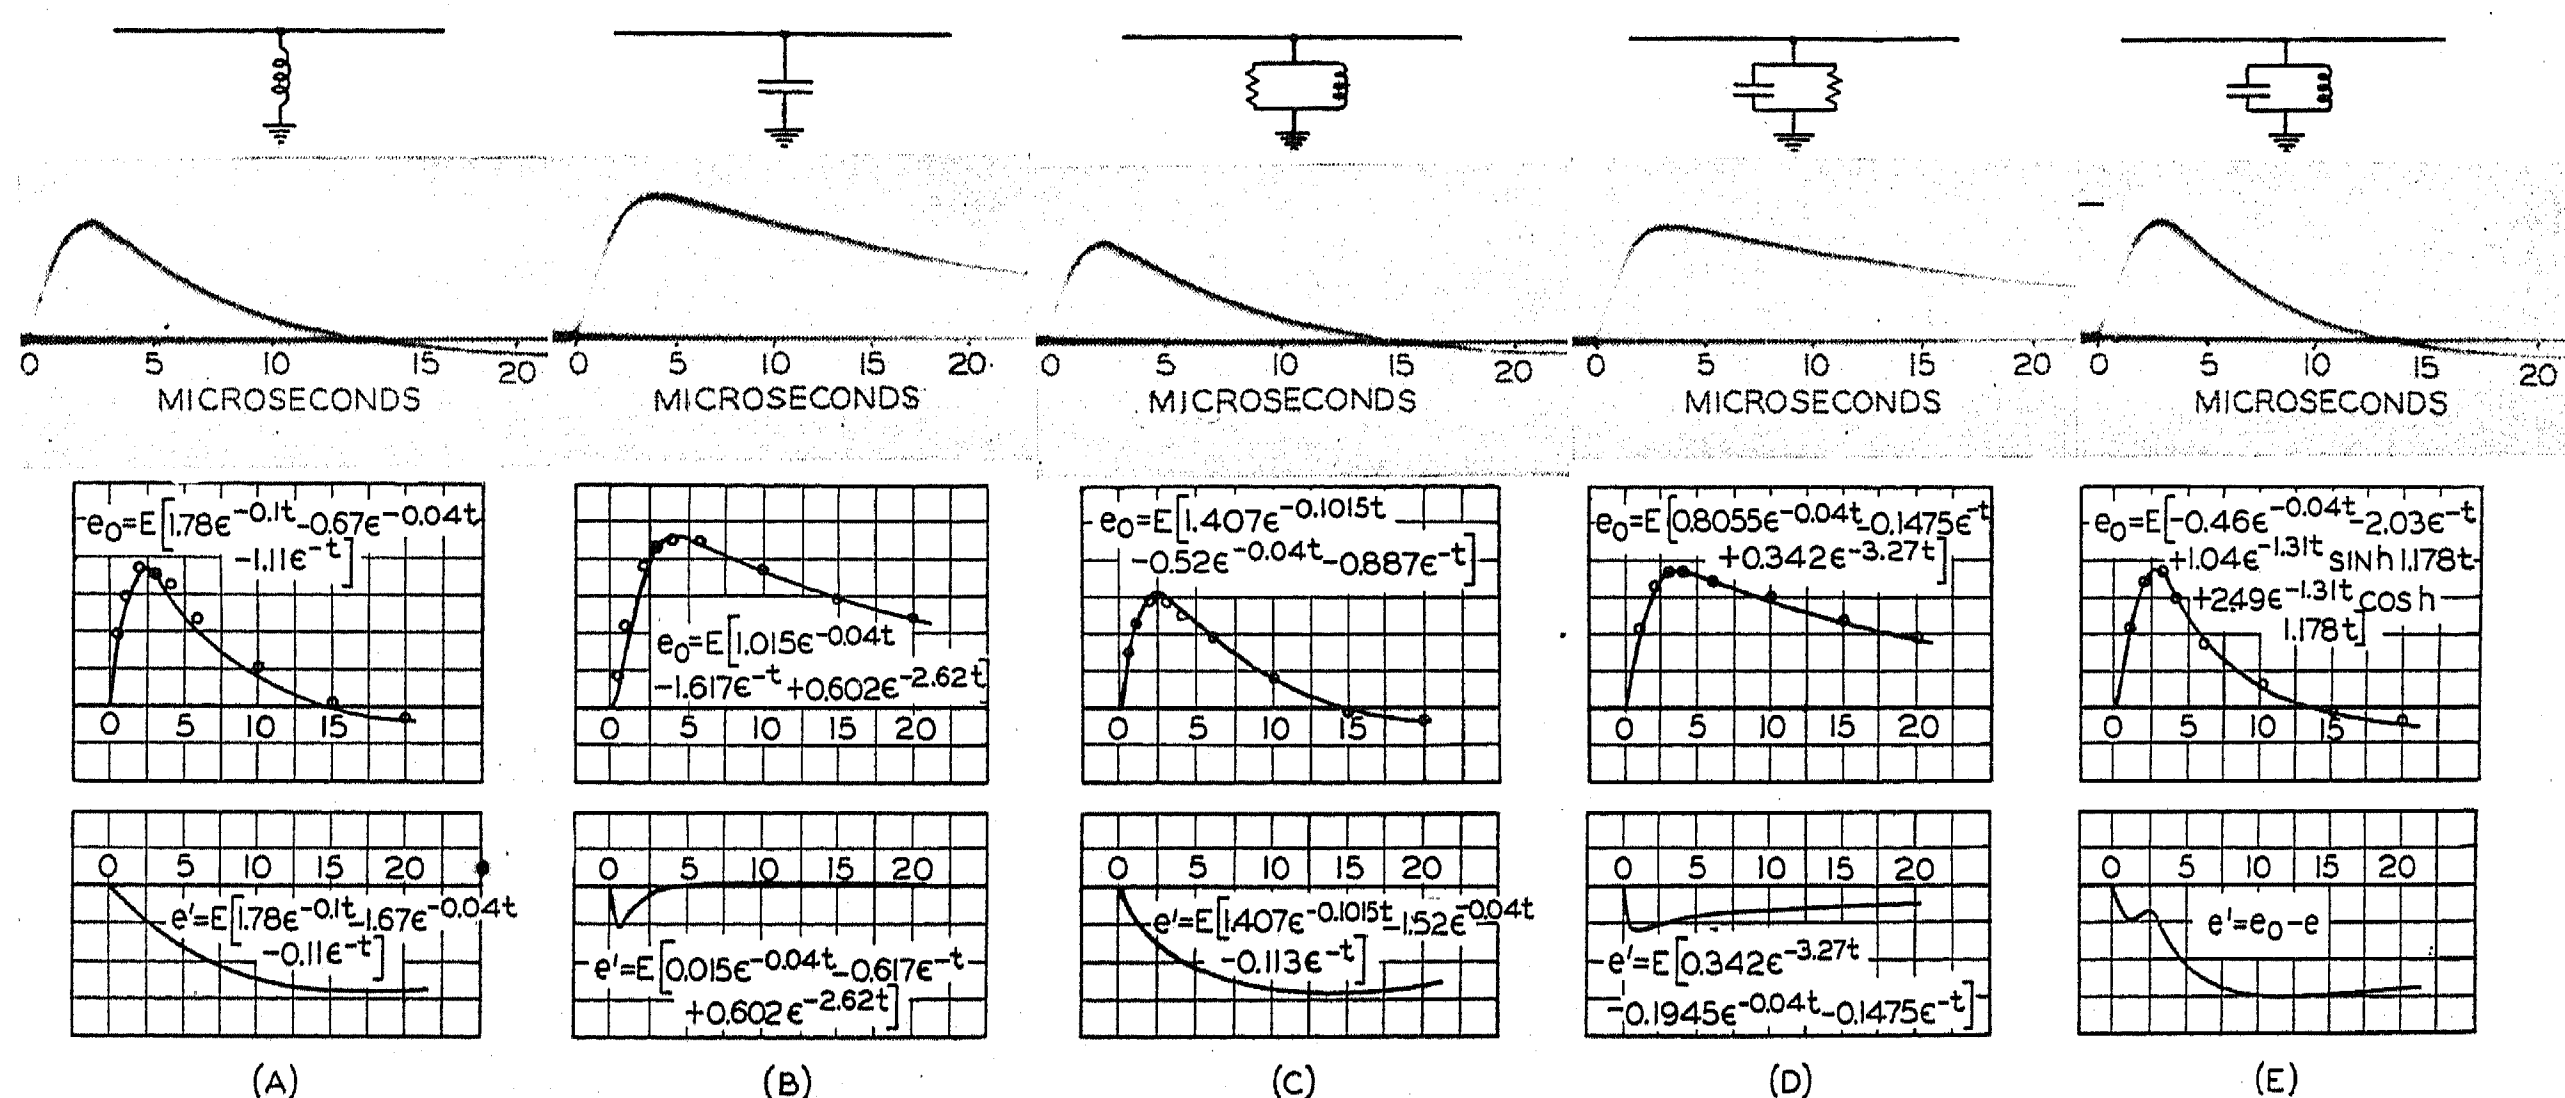 0 5 10 15 20
MICROSECONDS
0 5 10 15 20
MICROSECONDS
0 5 10 15 20
MICROSECONDS
0 5 10 15 20
MICROSECONDS
0 5 10 15 20
MICROSECONDS
e₀=E[1.78ϵ^-0.1t -0.67ϵ^-0.04t
-1.11ϵ^-t]
0 5 10 15
e₀=E[1.015ϵ^-0.04t
-1.617ϵ^-t +0.602ϵ^-2.62t]
0 5 10 15 20
e₀=E[1.407ϵ^-0.1015t
-0.52ϵ^-0.04t -0.887ϵ^-t]
0 5 10 15
e₀=E[0.8055ϵ^-0.04t -0.1475ϵ^-t
+0.342ϵ^-3.27t]
0 5 10 15 20
e₀=E[-0.46ϵ^-0.04t -2.03ϵ^-t
+1.04ϵ^-1.31t SINh 1.178t
+2.49ϵ^-1.31t cosh
1.178t]
0 5 10 15
0 5 10 15 20
e'=E[1.78ϵ^-0.1t -1.67ϵ^-0.04t
-0.11ϵ^-t]
0 5 10 15 20
e'=E[0.015ϵ^-0.04t -0.617ϵ^-t
+0.602ϵ^-2.62t]
0 5 10 15 20
e'=E[1.407ϵ^-0.1015t -1.52ϵ^-0.04t
-0.113ϵ^-t]
0 5 10 15 20
e'=E[0.342ϵ^-3.27t
-0.1945ϵ^-0.04t -0.1475ϵ^-t]
0 5 10 15 20
e'=e₀-e
(A) (B) (C) (D) (E)